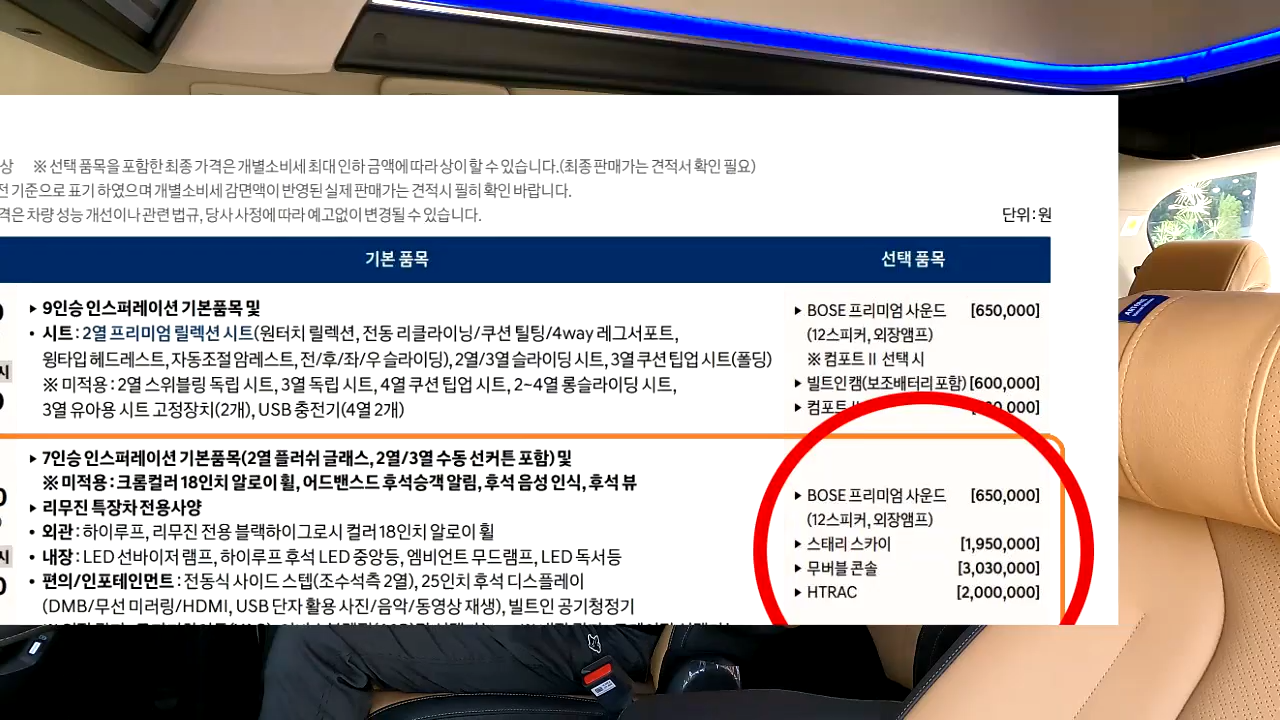 상 ※ 선택 품목을 포함한 최종 가격은 개별소비세 최대 인하 금액에 따라 상이 할 수 있습니다.(최종 판매가는 견적서 확인 필요)
전 기준으로 표기 하였으며 개별소비세 감면액이 반영된 실제 판매가는 견적시 필히 확인 바랍니다.
격은 차량 성능 개선이나 관련 법규, 당사 사정에 따라 예고없이 변경될 수 있습니다.
단위 : 원
기본 품목 선택 품목
▸ 9인승 인스퍼레이션 기본품목 및
• 시트 : 2열 프리미엄 릴렉션 시트(원터치 릴렉션, 전동 리클라이닝/쿠션 틸팅/4way 레그서포트,
윙타입 헤드레스트, 자동조절 암레스트, 전/후/좌/우 슬라이딩), 2열/3열 슬라이딩 시트, 3열 쿠션 팁업 시트(폴딩)
※ 미적용 : 2열 스위블링 독립 시트, 3열 독립 시트, 4열 쿠션 팁업 시트, 2~4열 롱슬라이딩 시트,
3열 유아용 시트 고정장치(2개), USB 충전기(4열 2개)
▸ BOSE 프리미엄 사운드 [650,000]
(12스피커, 외장앰프)
※ 컴포트 II 선택 시
▸ 빌트인 캠(보조배터리 포함) [600,000]
▸ 컴포트
시
▸ 7인승 인스퍼레이션 기본품목(2열 플러쉬 글래스, 2열/3열 수동 선커튼 포함) 및
※ 미적용 : 크롬컬러 18인치 알로이 휠, 어드밴스드 후석승객 알림, 후석 음성 인식, 후석 뷰
▸ 리무진 특장차 전용사양
• 외관 : 하이루프, 리무진 전용 블랙하이그로시 컬러 18인치 알로이 휠
• 내장 : LED 선바이저 램프, 하이루프 후석 LED 중앙등, 엠비언트 무드램프, LED 독서등
• 편의/인포테인먼트 : 전동식 사이드 스텝(조수석측 2열), 25인치 후석 디스플레이
(DMB/무선 미러링/HDMI, USB 단자 활용 사진/음악/동영상 재생), 빌트인 공기청정기
▸ BOSE 프리미엄 사운드 [650,000]
(12스피커, 외장앰프)
▸ 스태리 스카이 [1,950,000]
▸ 무버블 콘솔 [3,030,000]
▸ HTRAC [2,000,000]
시